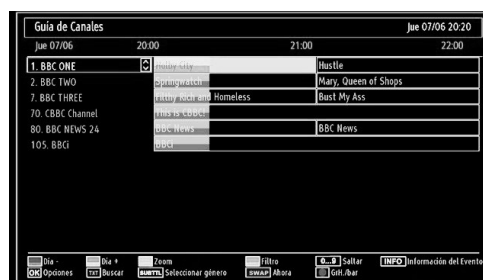 Guía de Canales Jue 07/06 20:20
Jue 07/06 20:00 21:00 22:00
1. BBC ONE Holby City Hustle
2. BBC TWO Springwatch Mary, Queen of Shops
7. BBC THREE Filthy Rich and Homeless Bust My Ass
70. CBBC Channel This is CBBC!
80. BBC NEWS 24 BBC News BBC News
105. BBCi BBCi
Día - Día + Zoom Filtro 0...9 Saltar INFO Información del Evento
OK Opciones TXT Buscar SUBTTL Seleccionar género SWAP Ahora GrH./bar